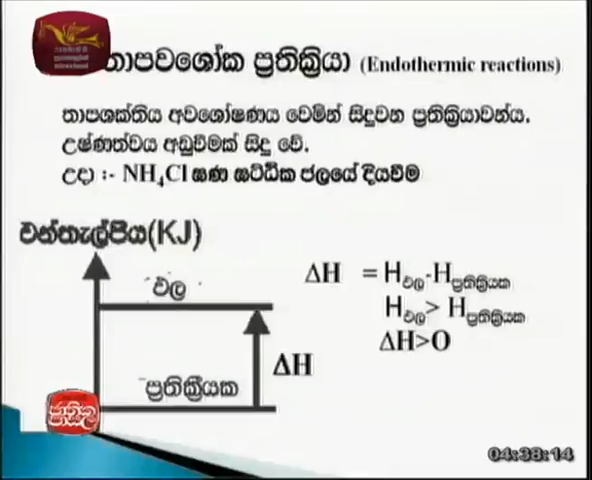 තාපවශෝක ප්‍රතික්‍රියා (Endothermic reactions)
තාපශක්තිය අවශෝෂණය වෙමින් සිදුවන ප්‍රතික්‍රියාවන්ය.
උෂ්ණත්වය අඩුවීමක් සිදු වේ.
උදා :- NH₄Cl ඝණ ඝට්ඨික ජලයේ දියවීම
එන්තැල්පිය(KJ)
ඵල
ප්‍රතික්‍රීයක
ΔH
ΔH = Hඵල-Hප්‍රතික්‍රියක
Hඵල> Hප්‍රතික්‍රියක
ΔH>O
ජාතික
04:38:14